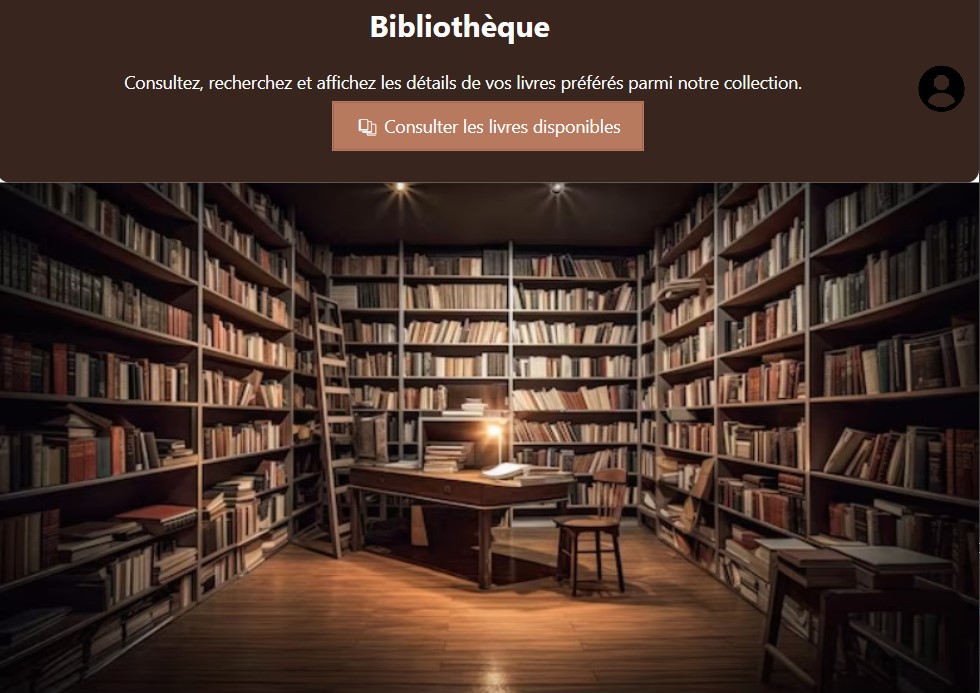 Bibliothèque
Consultez, recherchez et affichez les détails de vos livres préférés parmi notre collection.
Consulter les livres disponibles